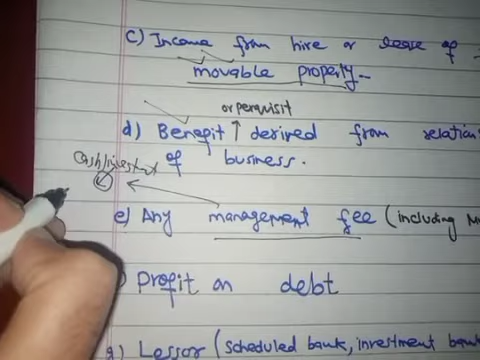 c) Income from hire or lease of
movable property-
or perquisit
d) Benefit derived from relation
of business.
e) Any management fee (including
Profit on debt
g) Lessor (scheduled bank, investment bank